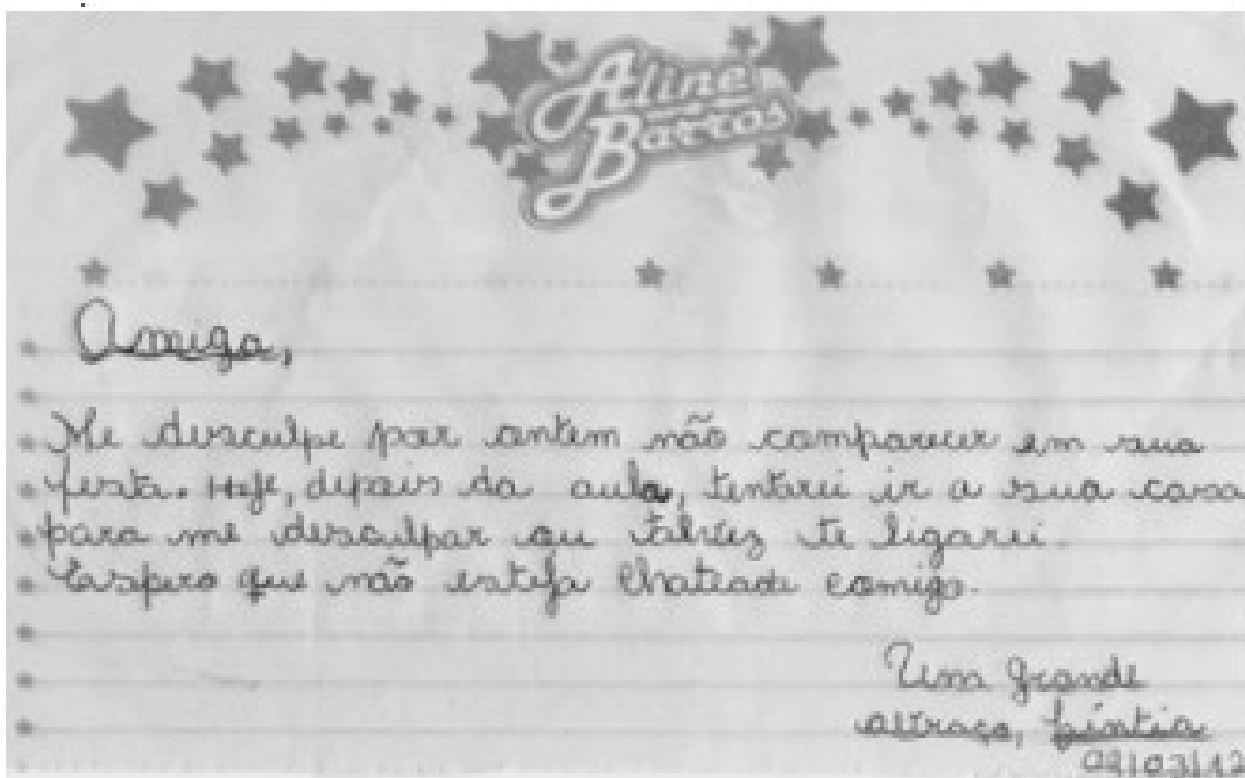 Aline
Barros
Amiga,
Me desculpe por ontem não comparecer em sua
festa. Hoje, depois da aula, tentarei ir a sua casa
para me desculpar ou talvez te ligarei.
Espero que não esteja chateada comigo.
Um grande
abraço, Cíntia
02/03/12